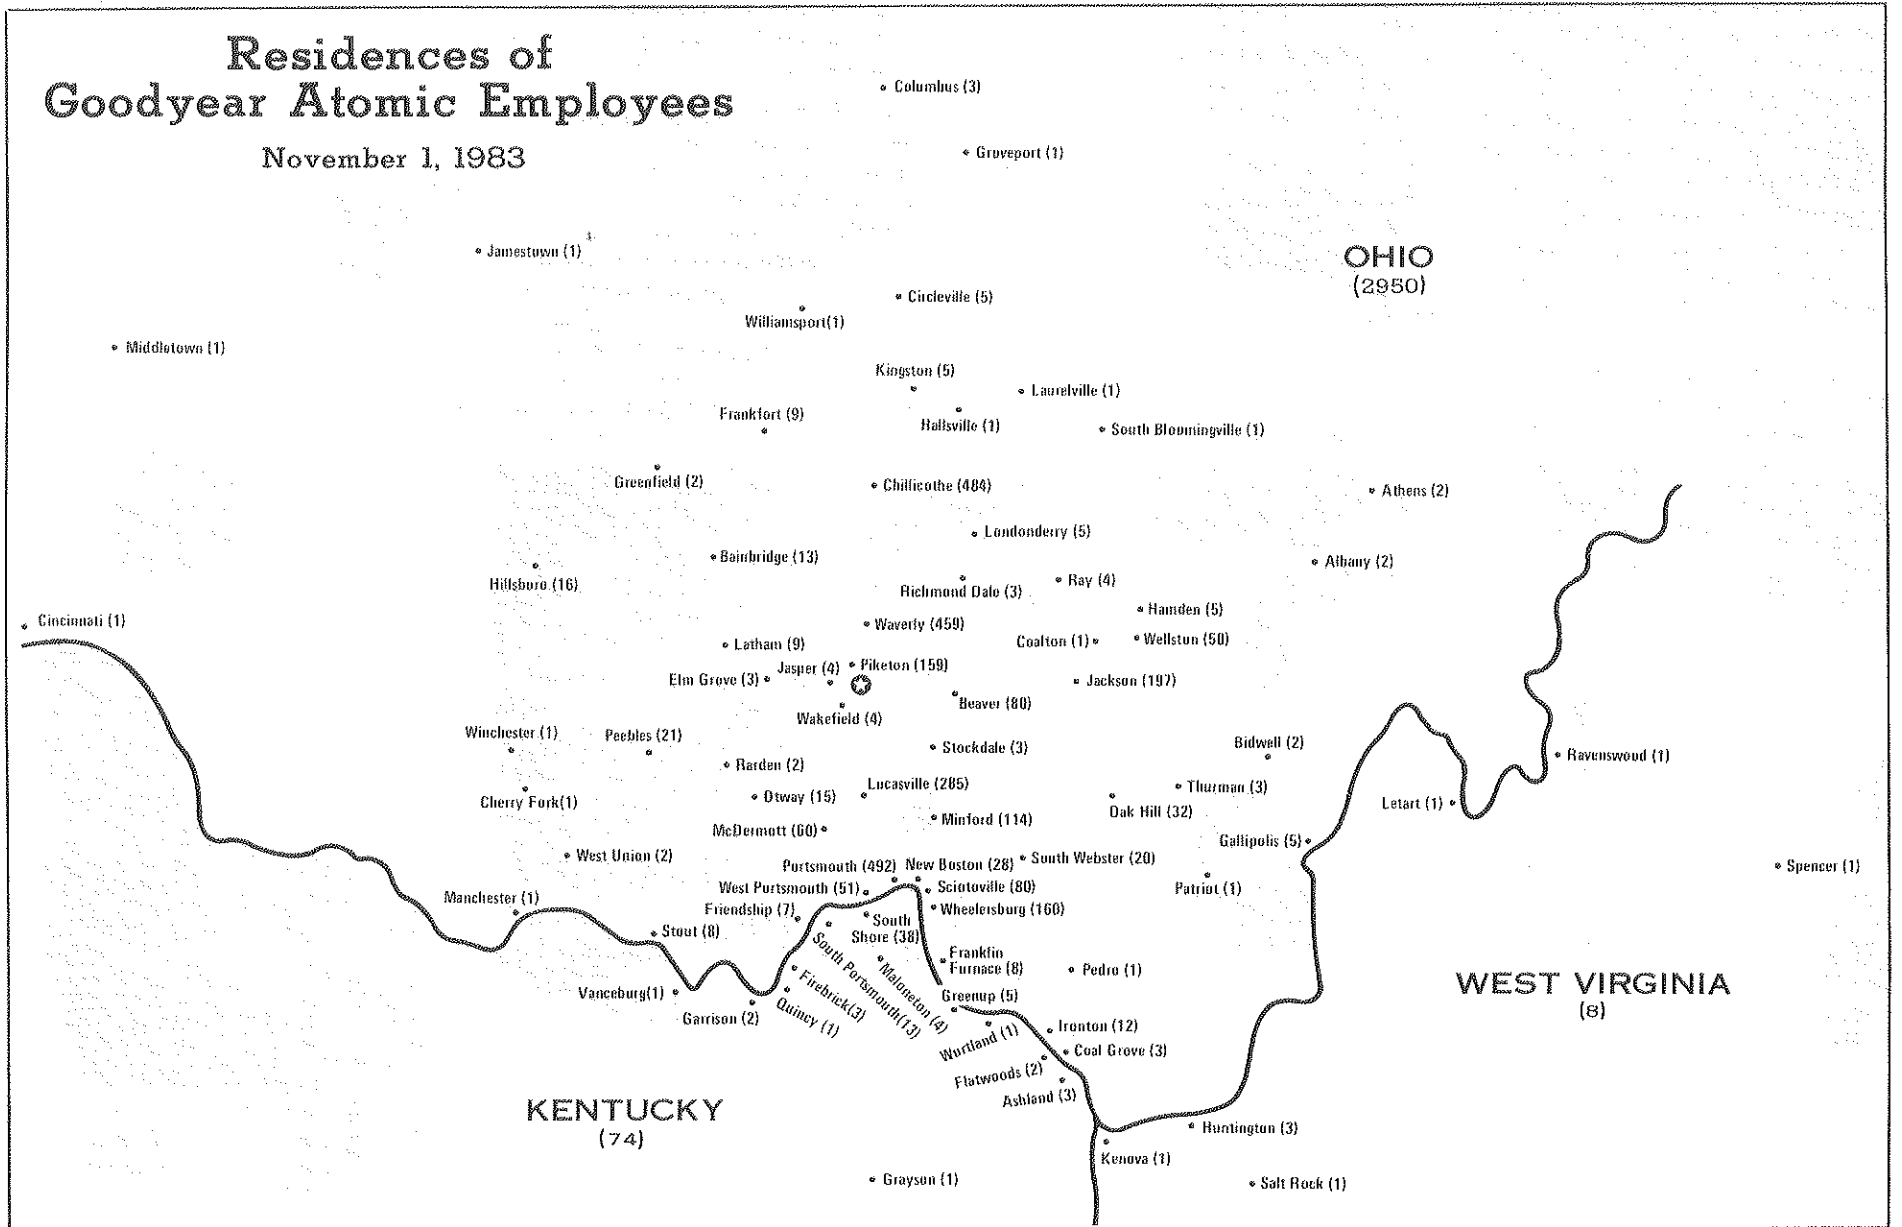 Residences of
Goodyear Atomic Employees
November 1, 1983
Columbus (3)
Groveport (1)
Jamestown (1)
OHIO
(2950)
Circleville (5)
Williamsport(1)
Middletown (1)
Kingston (5)
Laurelville (1)
Frankfort (9)
Hallsville (1)
South Bloomingville (1)
Greenfield (2)
Chillicothe (484)
Athens (2)
Londonderry (5)
Bainbridge (13)
Albany (2)
Hillsboro (16)
Richmond Dale (3)
Ray (4)
Hamden (5)
Cincinnati (1)
Waverly (459)
Coalton (1)
Wellston (50)
Latham (9)
Jasper (4)
Piketon (159)
Elm Grove (3)
Jackson (197)
Beaver (80)
Wakefield (4)
Winchester (1)
Peebles (21)
Stockdale (3)
Bidwell (2)
Ravenswood (1)
Rarden (2)
Lucasville (285)
Thurman (3)
Cherry Fork(1)
Otway (15)
Oak Hill (32)
Letart (1)
McDermott (60)
Minford (114)
Gallipolis (5)
West Union (2)
Portsmouth (492)
New Boston (28)
South Webster (20)
Spencer (1)
West Portsmouth (51)
Sciotoville (80)
Patriot (1)
Manchester (1)
Friendship (7)
Wheelersburg (160)
South
Shore (38)
Stout (8)
Franklin
Furnace (8)
Pedro (1)
South Portsmouth(13)
Maloneton (4)
Firebrick(3)
Quincy (1)
Vanceburg(1)
Garrison (2)
Greenup (5)
WEST VIRGINIA
(8)
Wurtland (1)
Ironton (12)
Coal Grove (3)
Flatwoods (2)
Ashland (3)
KENTUCKY
(74)
Huntington (3)
Kenova (1)
Grayson (1)
Salt Rock (1)